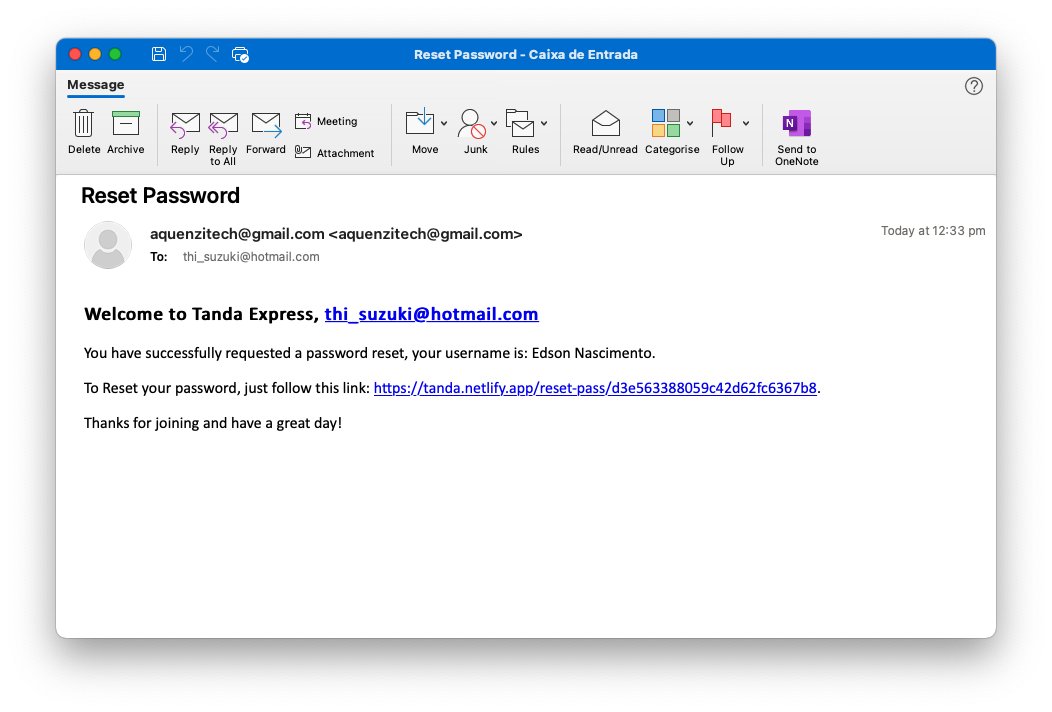 Reset Password - Caixa de Entrada
Message
Delete
Archive
Reply
Reply to All
Forward
Meeting
Attachment
Move
Junk
Rules
Read/Unread
Categorise
Follow Up
N
Send to OneNote
?
Reset Password
aquenzitech@gmail.com <aquenzitech@gmail.com>
Today at 12:33 pm
To: thi_suzuki@hotmail.com
Welcome to Tanda Express, thi_suzuki@hotmail.com
You have successfully requested a password reset, your username is: Edson Nascimento.
To Reset your password, just follow this link: https://tanda.netlify.app/reset-pass/d3e563388059c42d62fc6367b8.
Thanks for joining and have a great day!